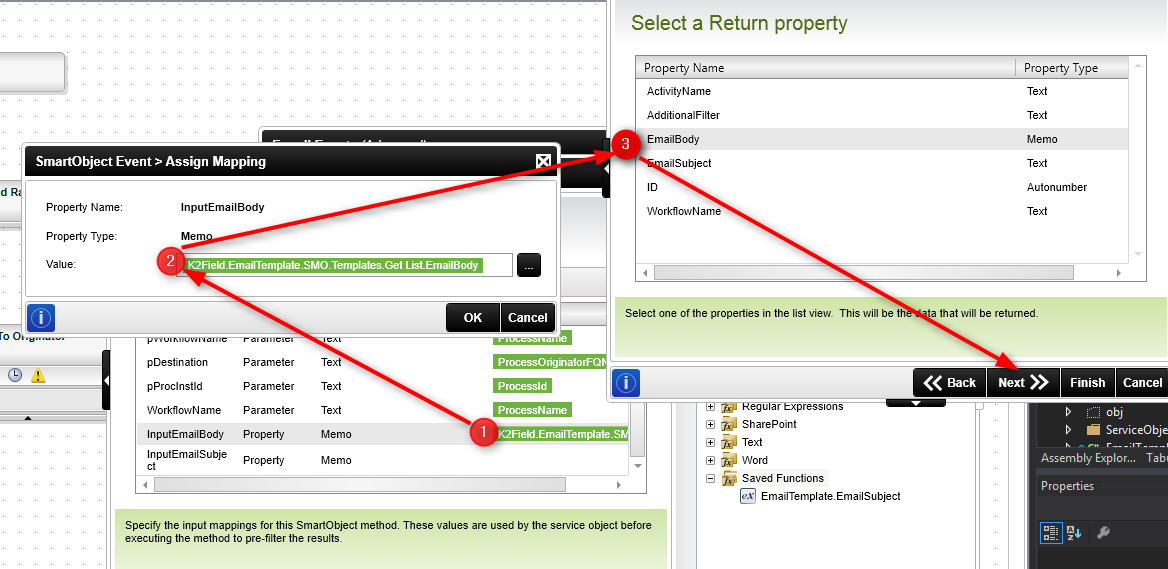 Select a Return property
Property Name Property Type
ActivityName Text
AdditionalFilter Text
EmailBody Memo
EmailSubject Text
ID Autonumber
WorkflowName Text
Select one of the properties in the list view. This will be the data that will be returned.
Back Next Finish Cancel
3
SmartObject Event > Assign Mapping
Property Name: InputEmailBody
Property Type: Memo
Value: K2Field.EmailTemplate.SMO.Templates.Get List.EmailBody ...
2
OK Cancel
d Ra
To Originator
pWorkflowName Parameter Text ProcessName
pDestination Parameter Text ProcessOriginatorFQN
pProcInstId Parameter Text ProcessId
WorkflowName Parameter Text ProcessName
InputEmailBody Property Memo K2Field.EmailTemplate.SM
1
InputEmailSubje
ct Property Memo
Specify the input mappings for this SmartObject method. These values are used by the service object before
executing the method to pre-filter the results.
Regular Expressions
SharePoint
Text
Word
Saved Functions
EmailTemplate.EmailSubject
obj
ServiceObje
Assembly Explor... Tabu
Properties